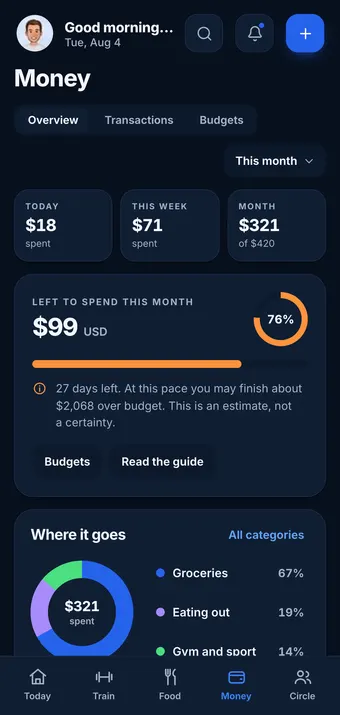 Good morning...
Tue, Aug 4
Money
Overview Transactions Budgets
This month
TODAY
$18
spent
THIS WEEK
$71
spent
MONTH
$321
of $420
LEFT TO SPEND THIS MONTH
$99 USD
76%
27 days left. At this pace you may finish about
$2,068 over budget. This is an estimate, not
a certainty.
Budgets Read the guide
Where it goes All categories
$321
spent
Groceries 67%
Eating out 19%
Gym and sport 14%
Today Train Food Money Circle